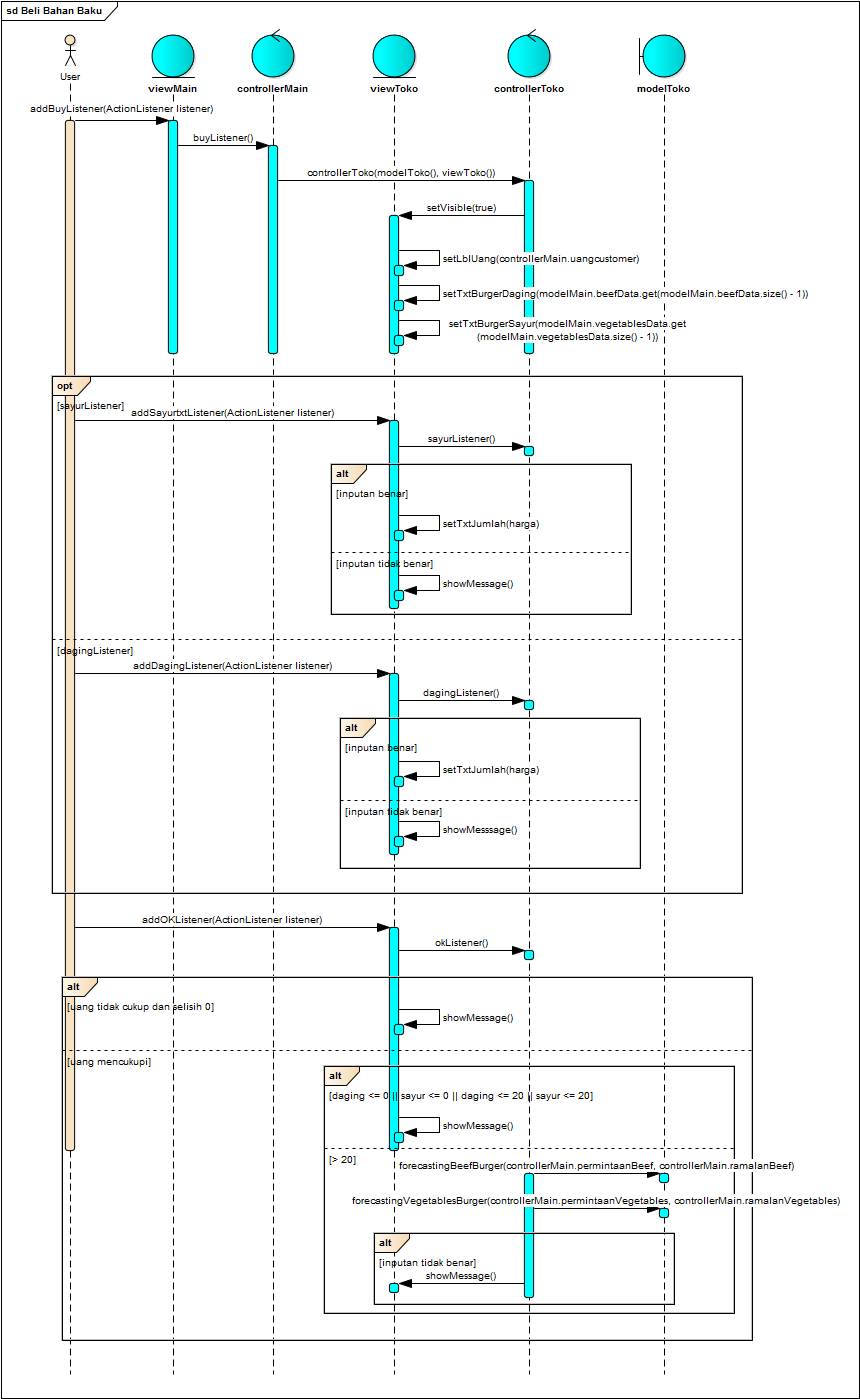 sd Beli Bahan Baku
User
viewMain
controllerMain
viewToko
controllerToko
modelToko
addBuyListener(ActionListener listener)
buyListener()
controllerToko(modelToko(), viewToko())
setVisible(true)
setLblUang(controllerMain.uangcustomer)
setTxtBurgerDaging(modelMain.beefData.get(modelMain.beefData.size() - 1))
setTxtBurgerSayur(modelMain.vegetablesData.get
(modelMain.vegetablesData.size() - 1))
opt
[sayurListener]
addSayurtxtListener(ActionListener listener)
sayurListener()
alt
[inputan benar]
setTxtJumlah(harga)
[inputan tidak benar]
showMessage()
[dagingListener]
addDagingListener(ActionListener listener)
dagingListener()
alt
[inputan benar]
setTxtJumlah(harga)
[inputan tidak benar]
showMesssage()
addOKListener(ActionListener listener)
okListener()
alt
[uang tidak cukup dan selisih 0]
showMessage()
[uang mencukupi]
alt
[daging <= 0 || sayur <= 0 || daging <= 20 || sayur <= 20]
showMessage()
[> 20]
forecastingBeefBurger(controllerMain.permintaanBeef, controllerMain.ramalanBeef)
forecastingVegetablesBurger(controllerMain.permintaanVegetables, controllerMain.ramalanVegetables)
alt
[inputan tidak benar]
showMessage()